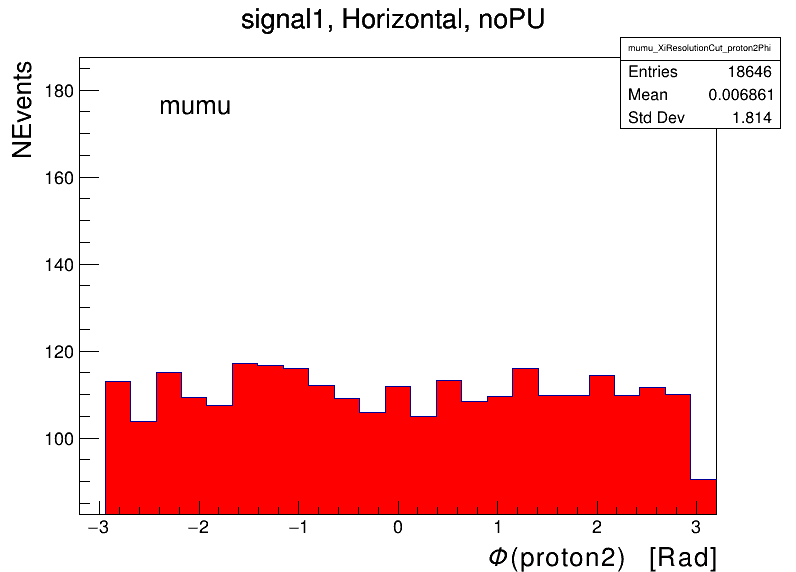 signal1, Horizontal, noPU
mumu_XiResolutionCut_proton2Phi
Entries 18646
Mean 0.006861
Std Dev 1.814
NEvents
mumu
180
160
140
120
100
−3 −2 −1 0 1 2 3
Φ(proton2) [Rad]